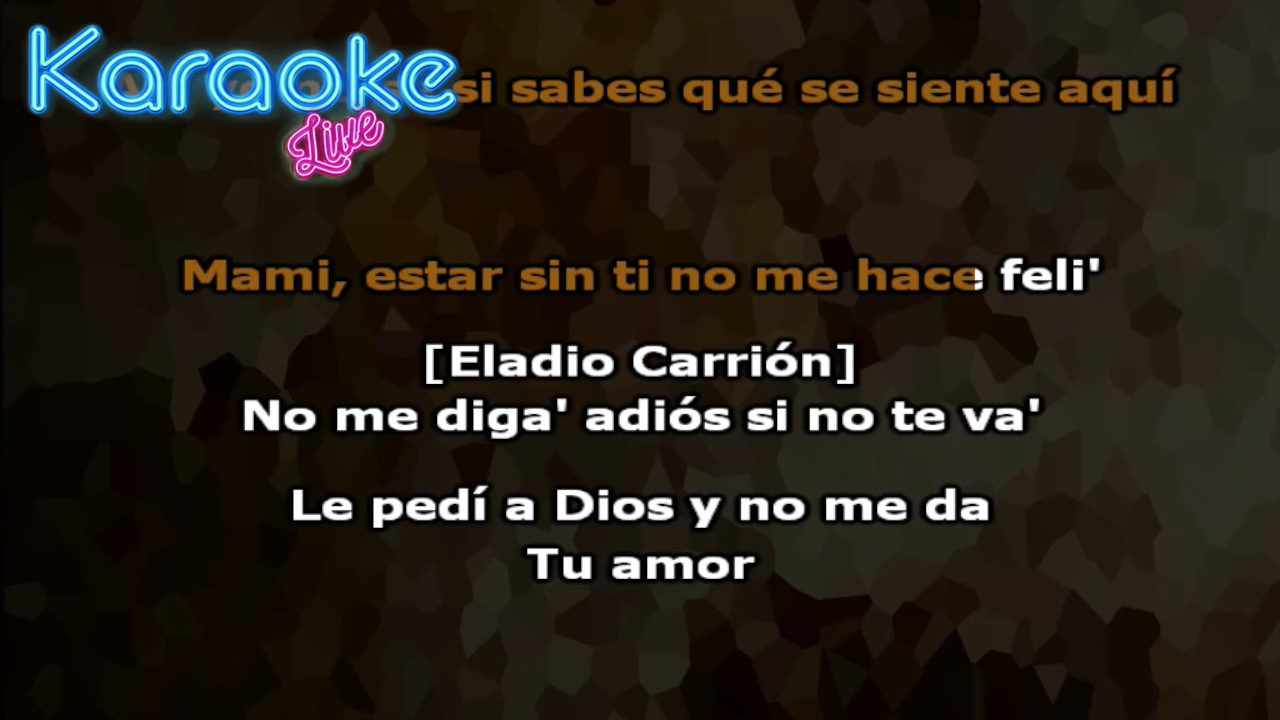 Karaoke
Live
si sabes qué se siente aquí
Mami, estar sin ti no me hace feli'
[Eladio Carrión]
No me diga' adiós si no te va'
Le pedí a Dios y no me da
Tu amor